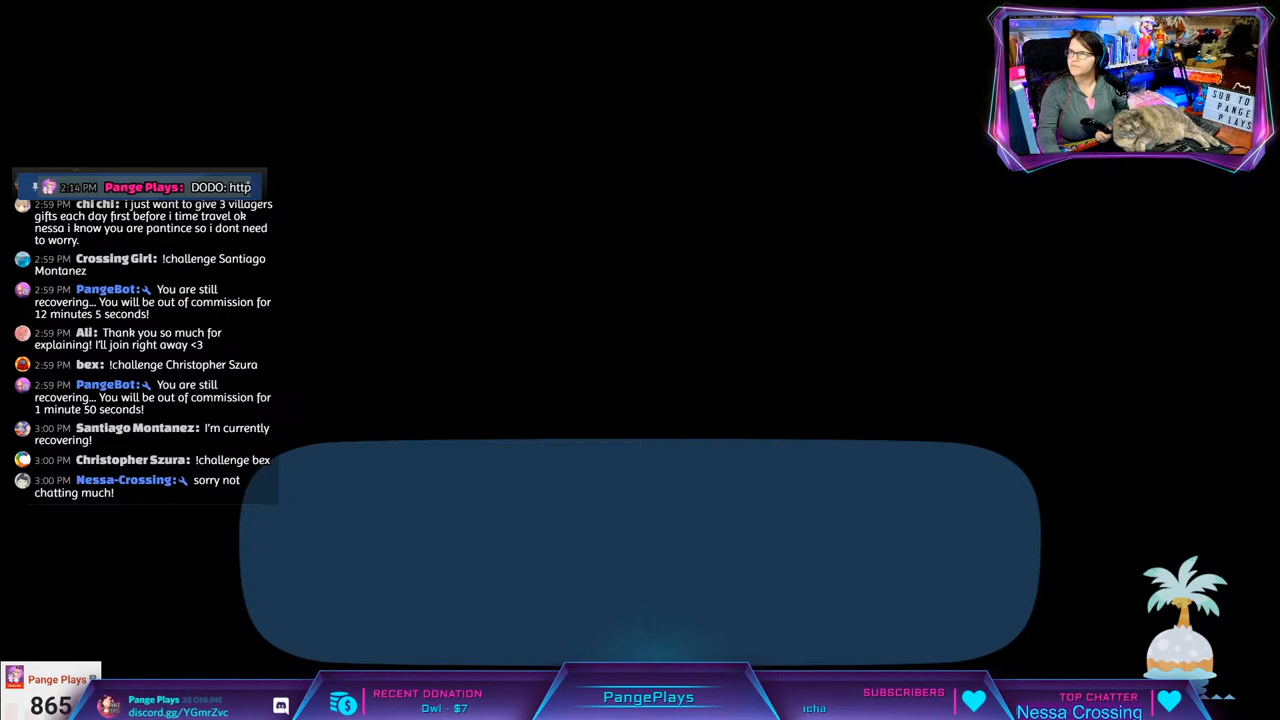 SUB TO
PANGE
PLAYS
2:14 PM Pange Plays: DODO: http
chi chi: i just want to give 3 villagers
gifts each day first before i time travel ok
nessa i know you are pantince so i dont need
to worry.
2:59 PM Crossing Girl: !challenge Santiago
Montanez
2:59 PM PangeBot: You are still
recovering... You will be out of commission for
12 minutes 5 seconds!
2:59 PM Ali: Thank you so much for
explaining! I'll join right away <3
2:59 PM bex: !challenge Christopher Szura
2:59 PM PangeBot: You are still
recovering... You will be out of commission for
1 minute 50 seconds!
3:00 PM Santiago Montanez: I'm currently
recovering!
3:00 PM Christopher Szura: !challenge bex
3:00 PM Nessa-Crossing: sorry not
chatting much!
Pange Plays
865
Pange Plays 35 ONLINE
discord.gg/YGmrZvc
RECENT DONATION
Owl - $7
PangePlays
SUBSCRIBERS
acha
TOP CHATTER
Nessa Crossing